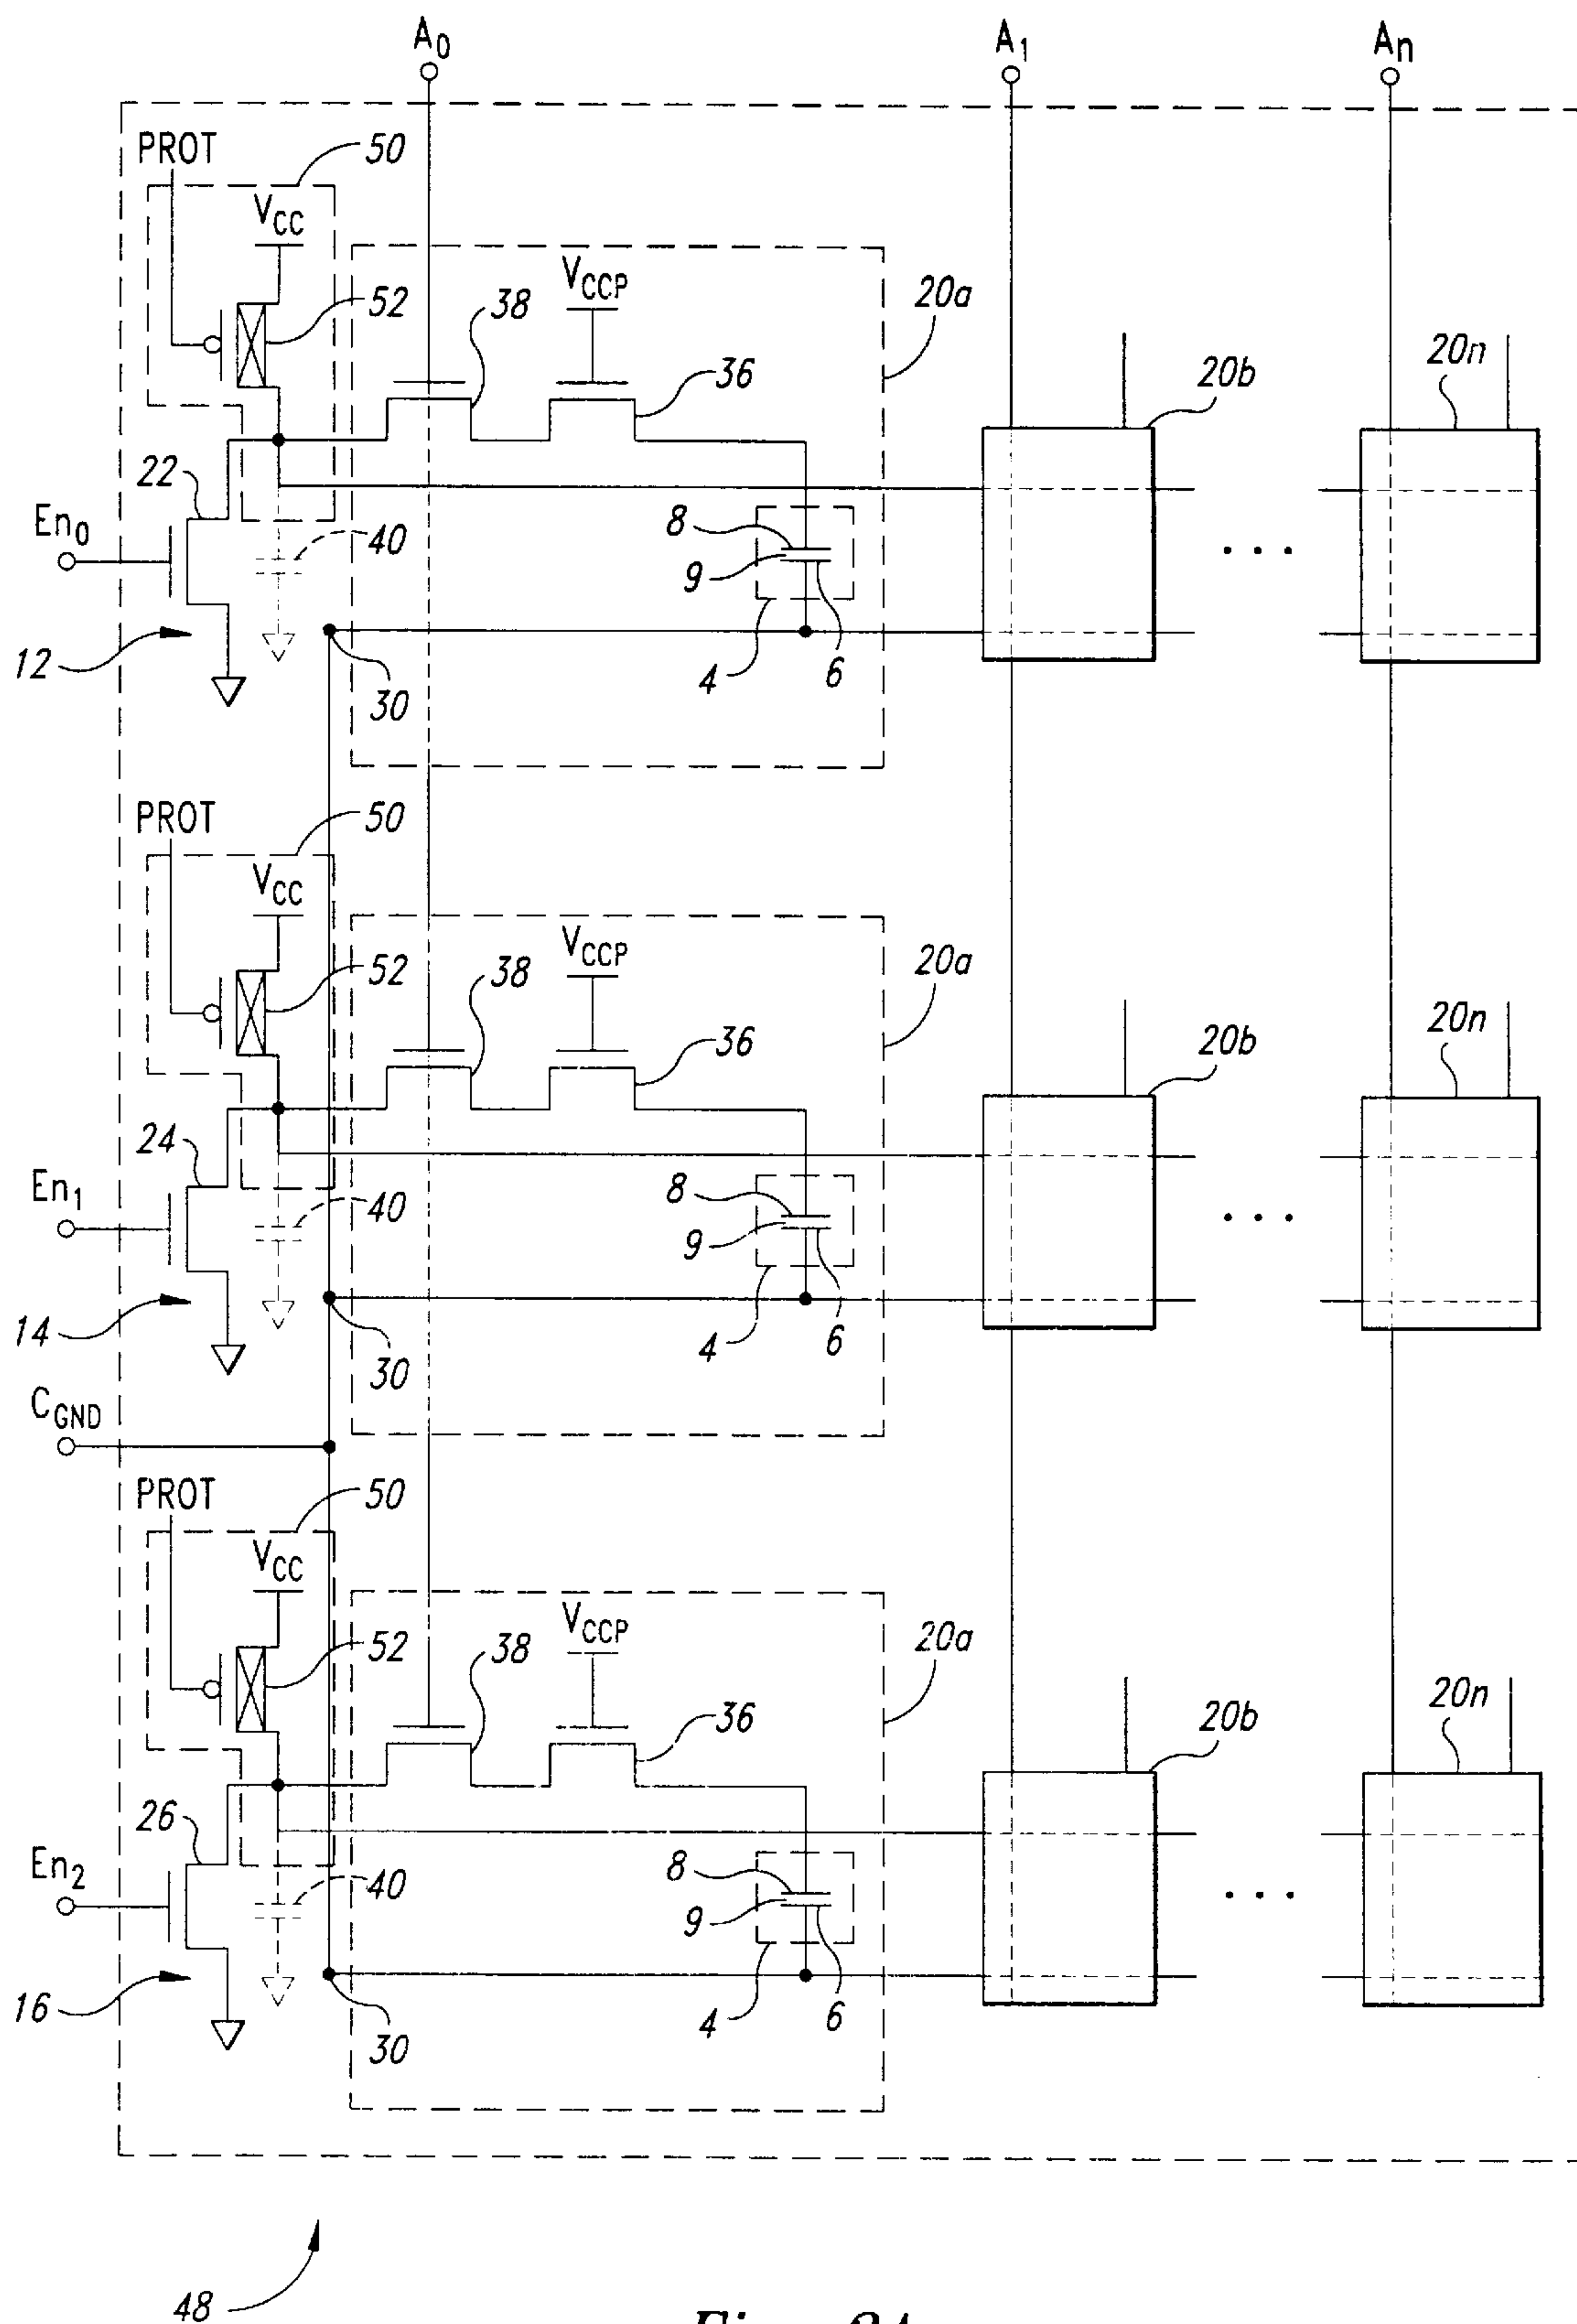 A0 A1 An
PROT 50
VCC
VCCP
52 38 20a
36 20n
20b
22
En0 40 8
9
12 30 4 6
PROT 50
VCC
VCCP
52 38 20a
36 20n
20b
24
En1 40 8
9
14 30 4 6
CGND
PROT 50
VCC
VCCP
52 38 20a
36 20n
20b
26
En2 40 8
9
16 30 4 6
48